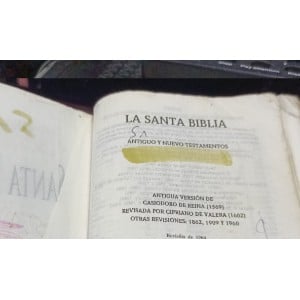 LA SANTA BIBLIA
ANTIGUO Y NUEVO TESTAMENTOS
ANTIGUA VERSIÓN DE
CASIODORO DE REINA (1569)
REVISADA POR CIPRIANO DE VALERA (1602)
OTRAS REVISIONES: 1862, 1909 Y 1960